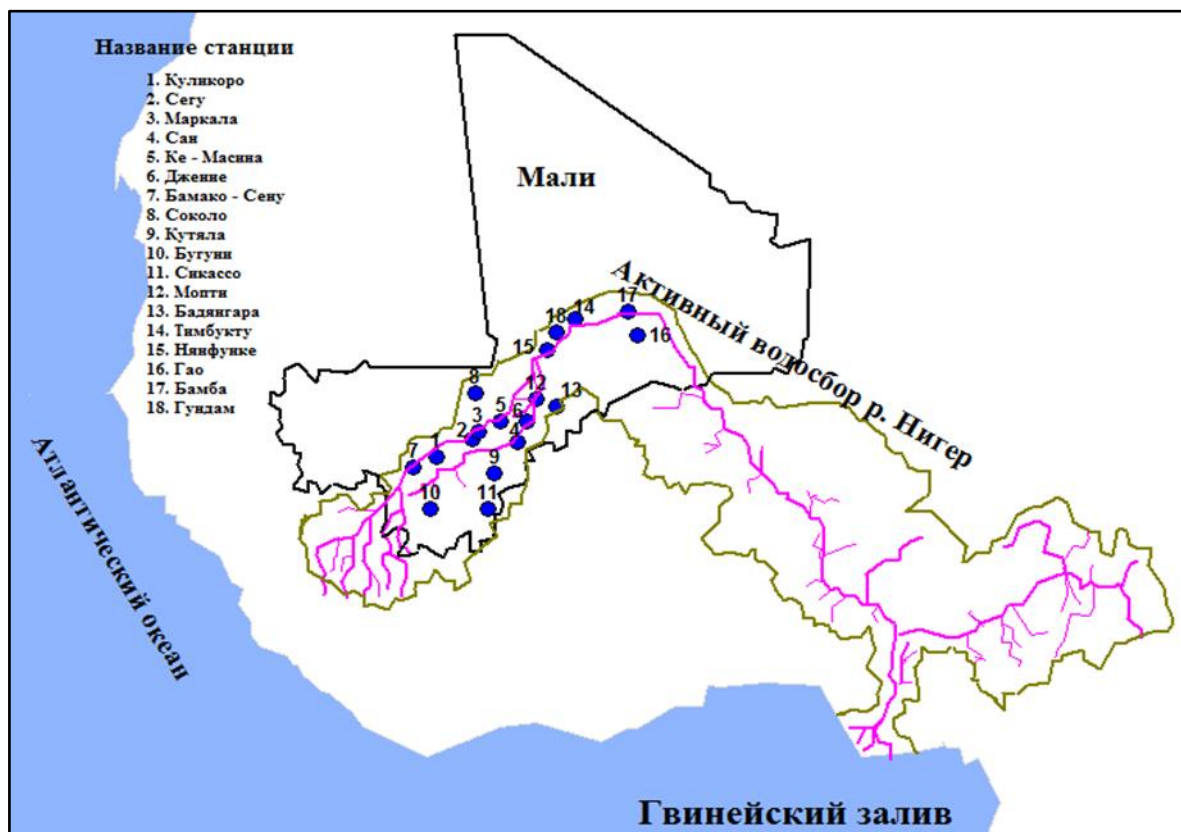 Название станции
1. Куликоро
2. Сегу
3. Маркала
4. Сан
5. Ке - Масина
6. Дженне
7. Бамако - Сену
8. Соколо
9. Кутяла
10. Бугуни
11. Сикассо
12. Мопти
13. Бадянгара
14. Тимбукту
15. Нянфунке
16. Гао
17. Бамба
18. Гундам
Мали
Активный водосбор р. Нигер
17
14
18
16
15
8
12
13
5
6
3
2
4
1
7
9
10
11
Атлантический океан
Гвинейский залив